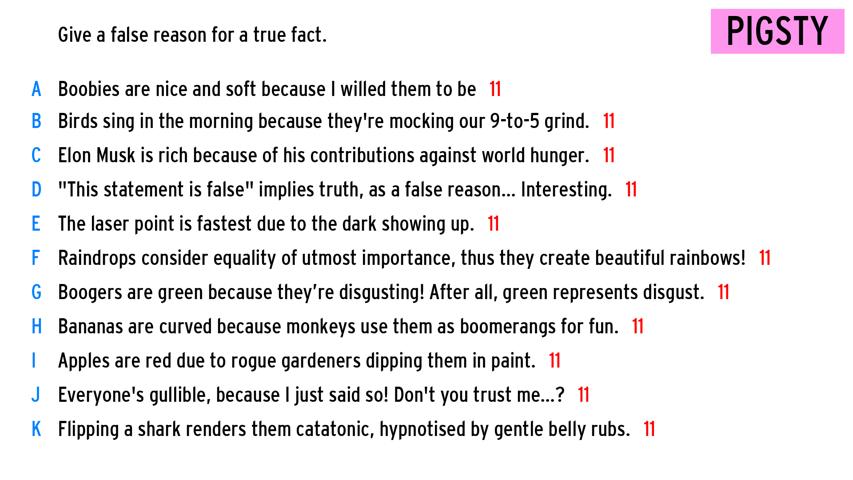 Give a false reason for a true fact.
PIGSTY
A Boobies are nice and soft because I willed them to be 11
B Birds sing in the morning because they're mocking our 9-to-5 grind. 11
C Elon Musk is rich because of his contributions against world hunger. 11
D "This statement is false" implies truth, as a false reason... Interesting. 11
E The laser point is fastest due to the dark showing up. 11
F Raindrops consider equality of utmost importance, thus they create beautiful rainbows! 11
G Boogers are green because they’re disgusting! After all, green represents disgust. 11
H Bananas are curved because monkeys use them as boomerangs for fun. 11
I Apples are red due to rogue gardeners dipping them in paint. 11
J Everyone's gullible, because I just said so! Don't you trust me...? 11
K Flipping a shark renders them catatonic, hypnotised by gentle belly rubs. 11